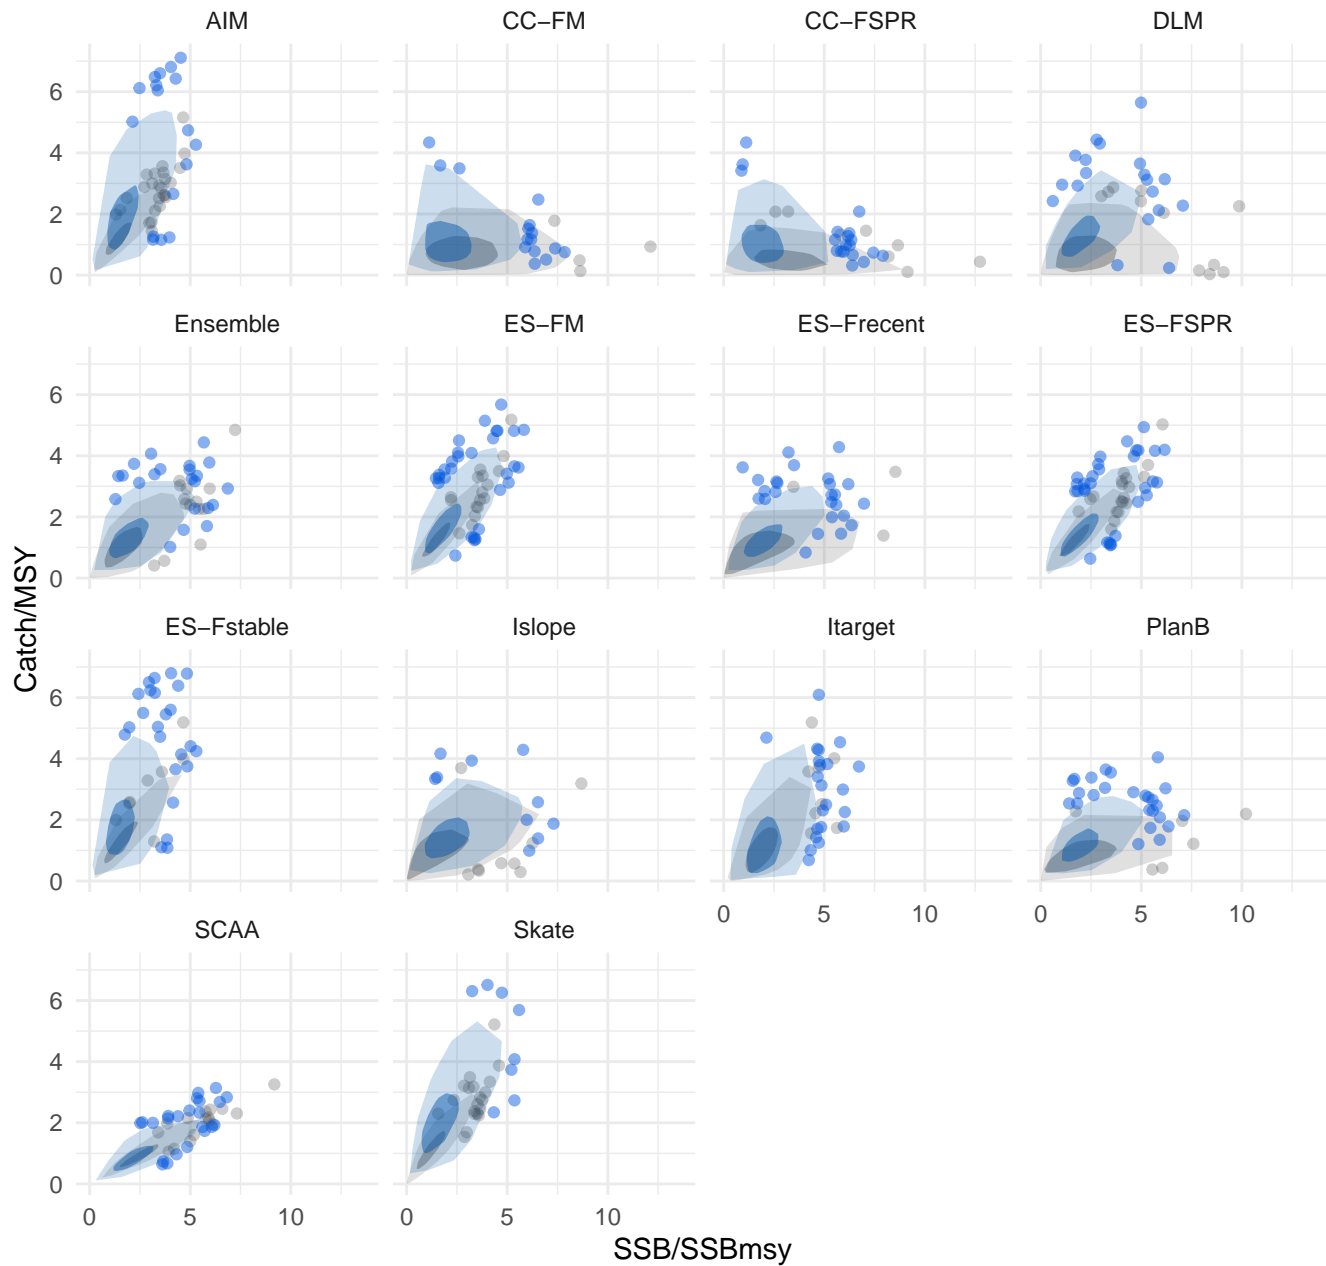 AIM CC−FM CC−FSPR DLM
6
4
2
0
Ensemble ES−FM ES−Frecent ES−FSPR
6
4
2
0
ES−Fstable Islope Itarget PlanB
6
4
2
0
0 5 10 0 5 10
SCAA Skate
6
4
2
0
0 5 10 0 5 10
SSB/SSBmsy
Catch/MSY